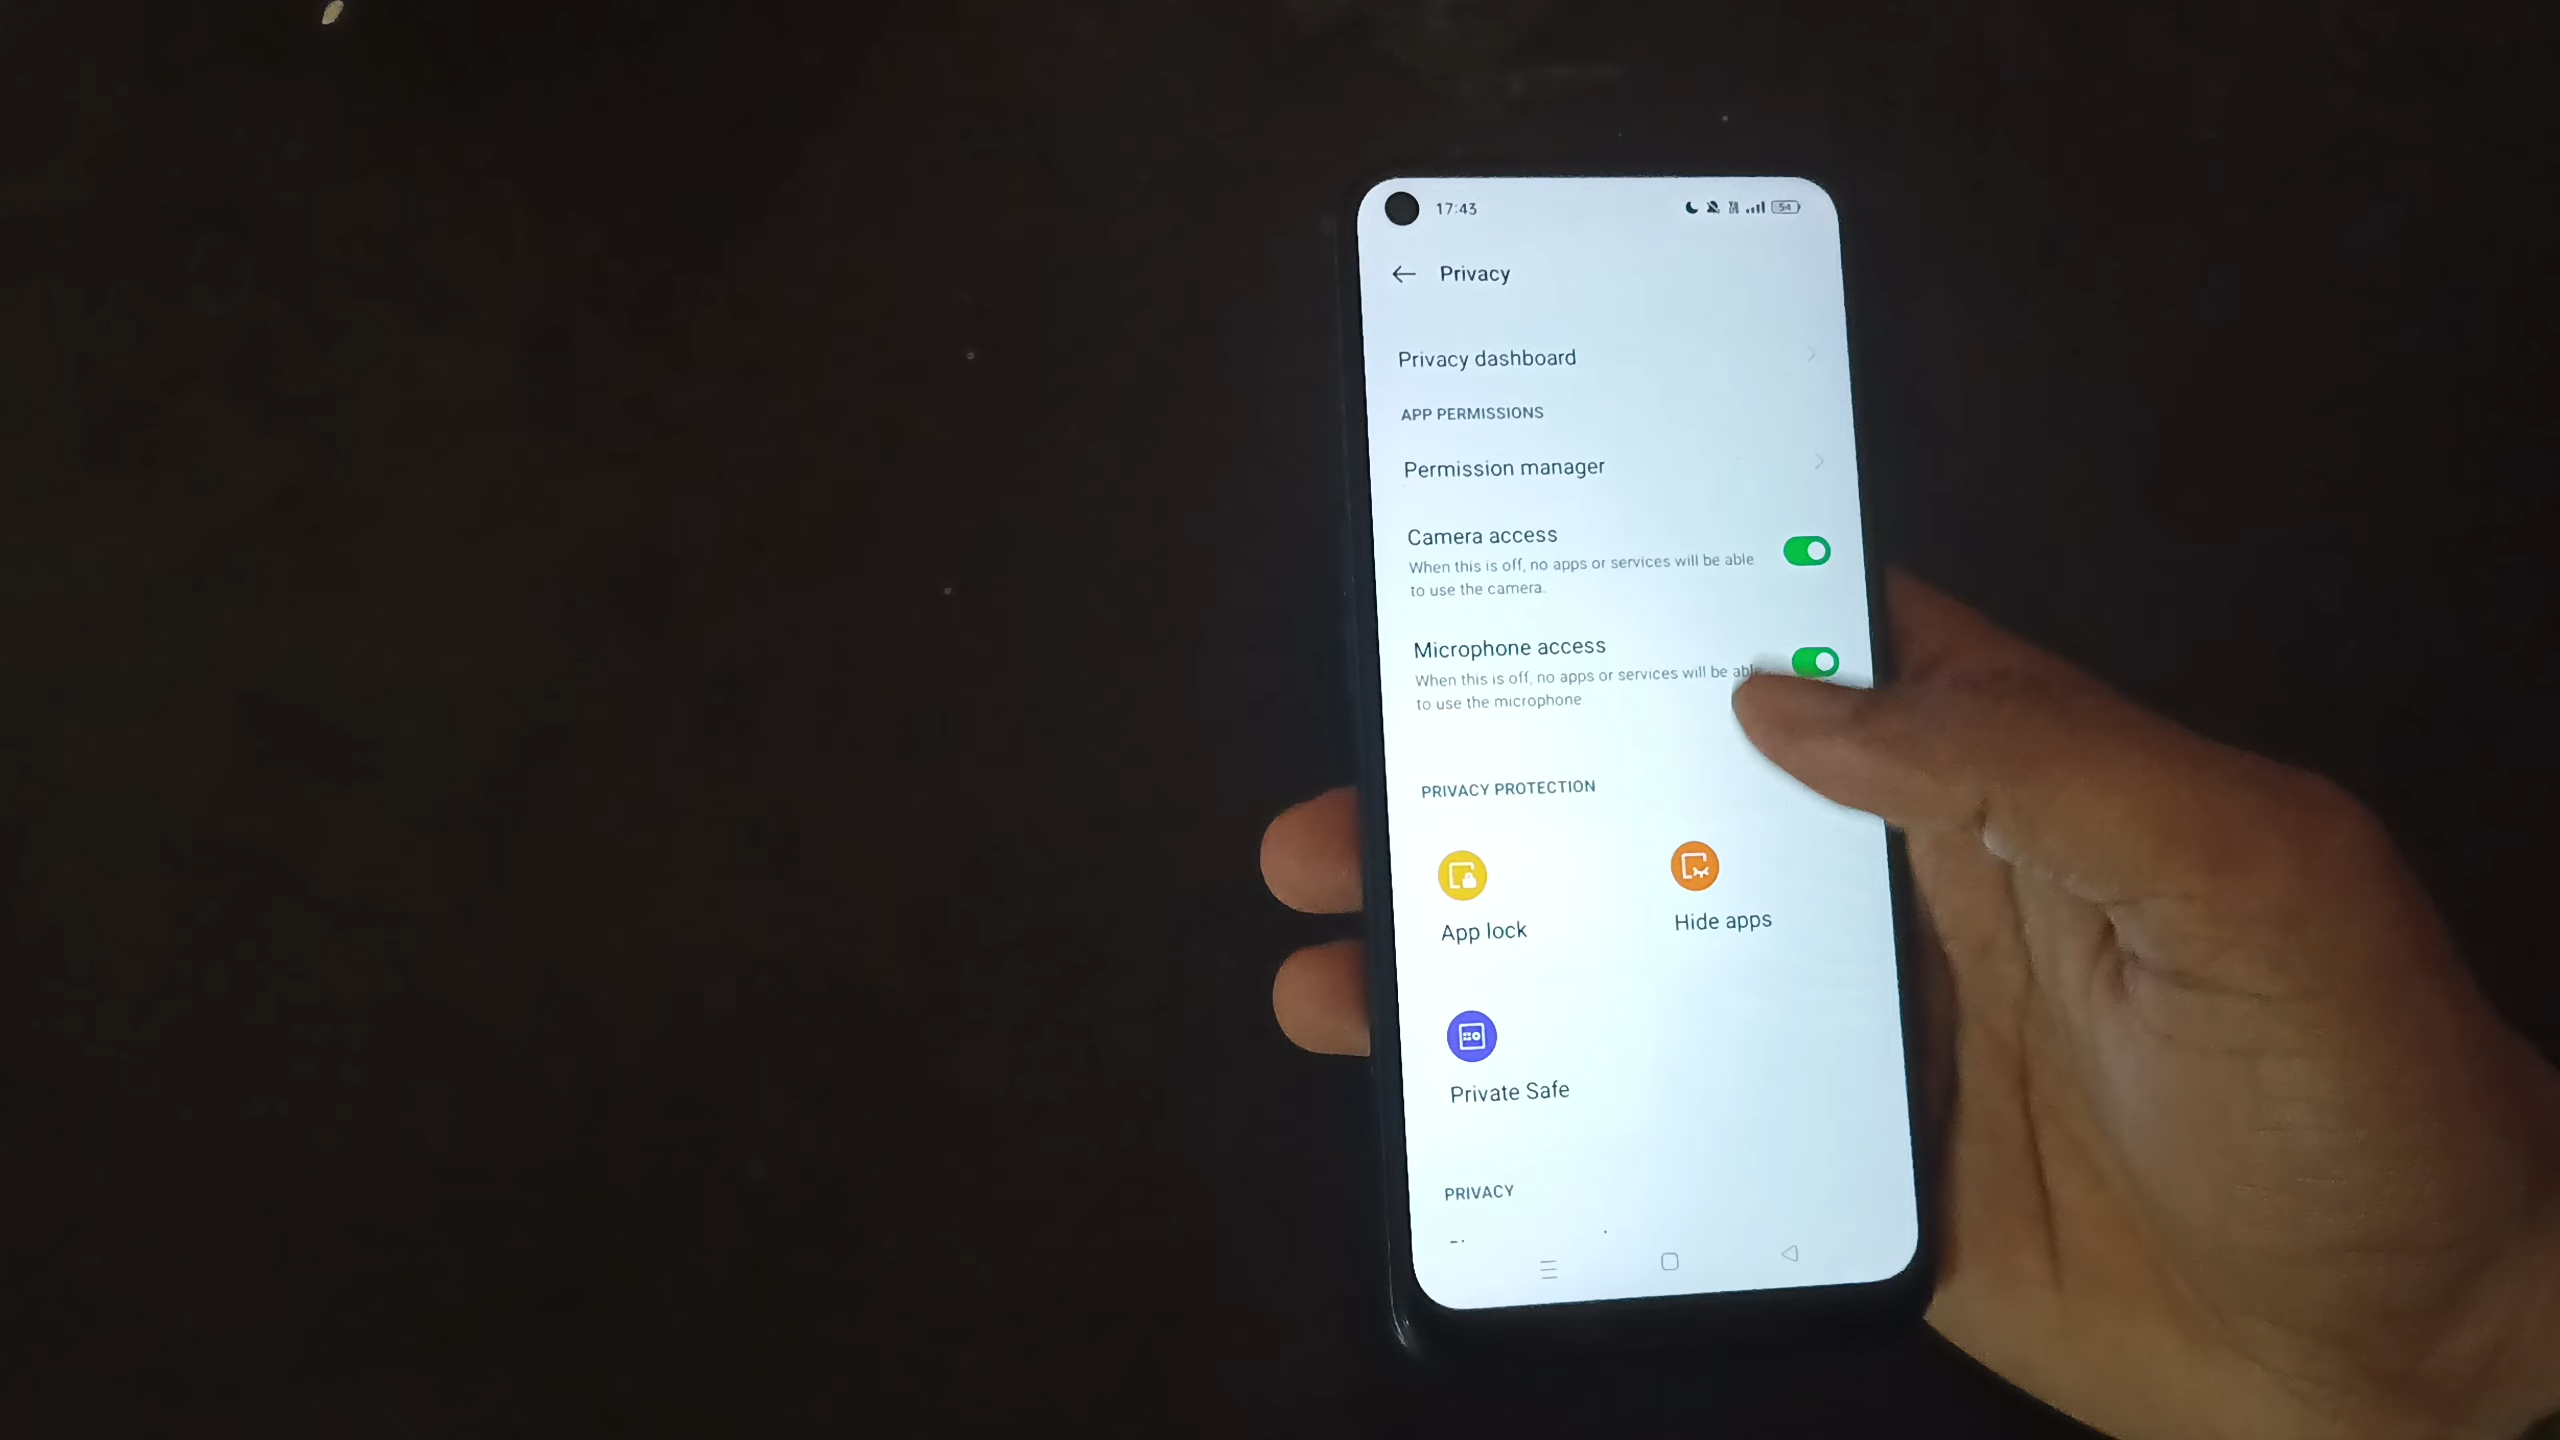 17:43
54
Privacy
Privacy dashboard
APP PERMISSIONS
Permission manager
Camera access
When this is off, no apps or services will be able
to use the camera.
Microphone access
When this is off, no apps or services will be able
to use the microphone
PRIVACY PROTECTION
App lock
Hide apps
Private Safe
PRIVACY